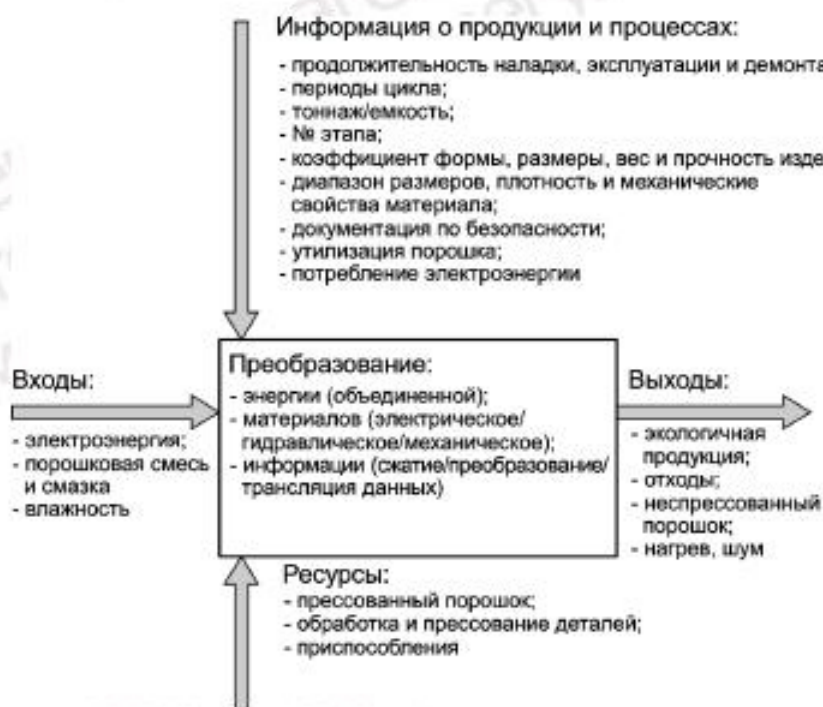 Информация о продукции и процессах:
- продолжительность наладки, эксплуатации и демонта
- периоды цикла;
- тоннаж/емкость;
- № этапа;
- коэффициент формы, размеры, вес и прочность изде
- диапазон размеров, плотность и механические
свойства материала;
- документация по безопасности;
- утилизация порошка;
- потребление электроэнергии
Входы:
- электроэнергия;
- порошковая смесь
и смазка
- влажность
Преобразование:
- энергии (объединенной);
- материалов (электрическое/
гидравлическое/механическое);
- информации (сжатие/преобразование/
трансляция данных)
Выходы:
- экологичная
продукция;
- отходы;
- неспрессованный
порошок;
- нагрев, шум
Ресурсы:
- прессованный порошок;
- обработка и прессование деталей;
- приспособления